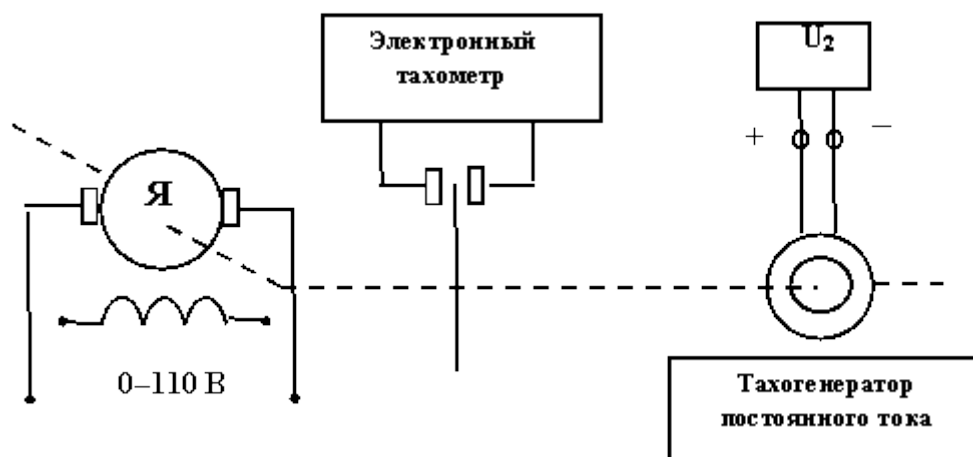 Электронный
тахометр
U₂
+ –
Я
0–110 В
Тахогенератор
постоянного тока